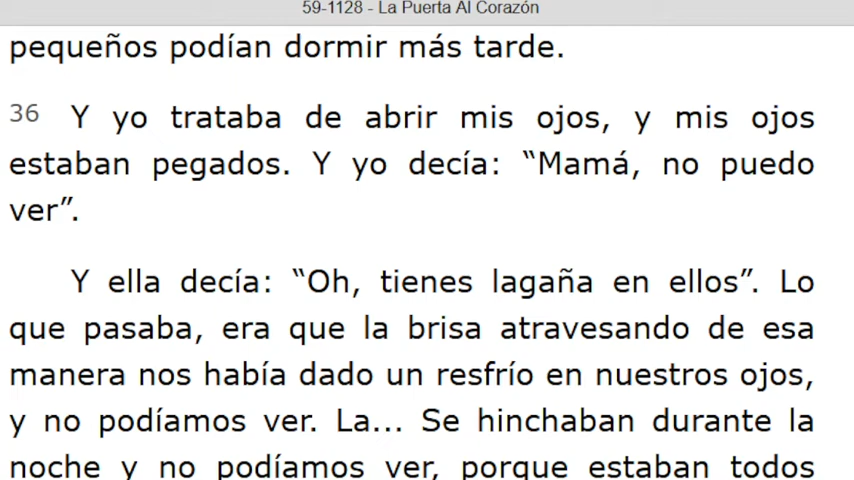 59-1128 - La Puerta Al Corazón
pequeños podían dormir más tarde.
36 Y yo trataba de abrir mis ojos, y mis ojos
estaban pegados. Y yo decía: “Mamá, no puedo
ver”.
Y ella decía: “Oh, tienes lagaña en ellos”. Lo
que pasaba, era que la brisa atravesando de esa
manera nos había dado un resfrío en nuestros ojos,
y no podíamos ver. La... Se hinchaban durante la
noche y no podíamos ver, porque estaban todos